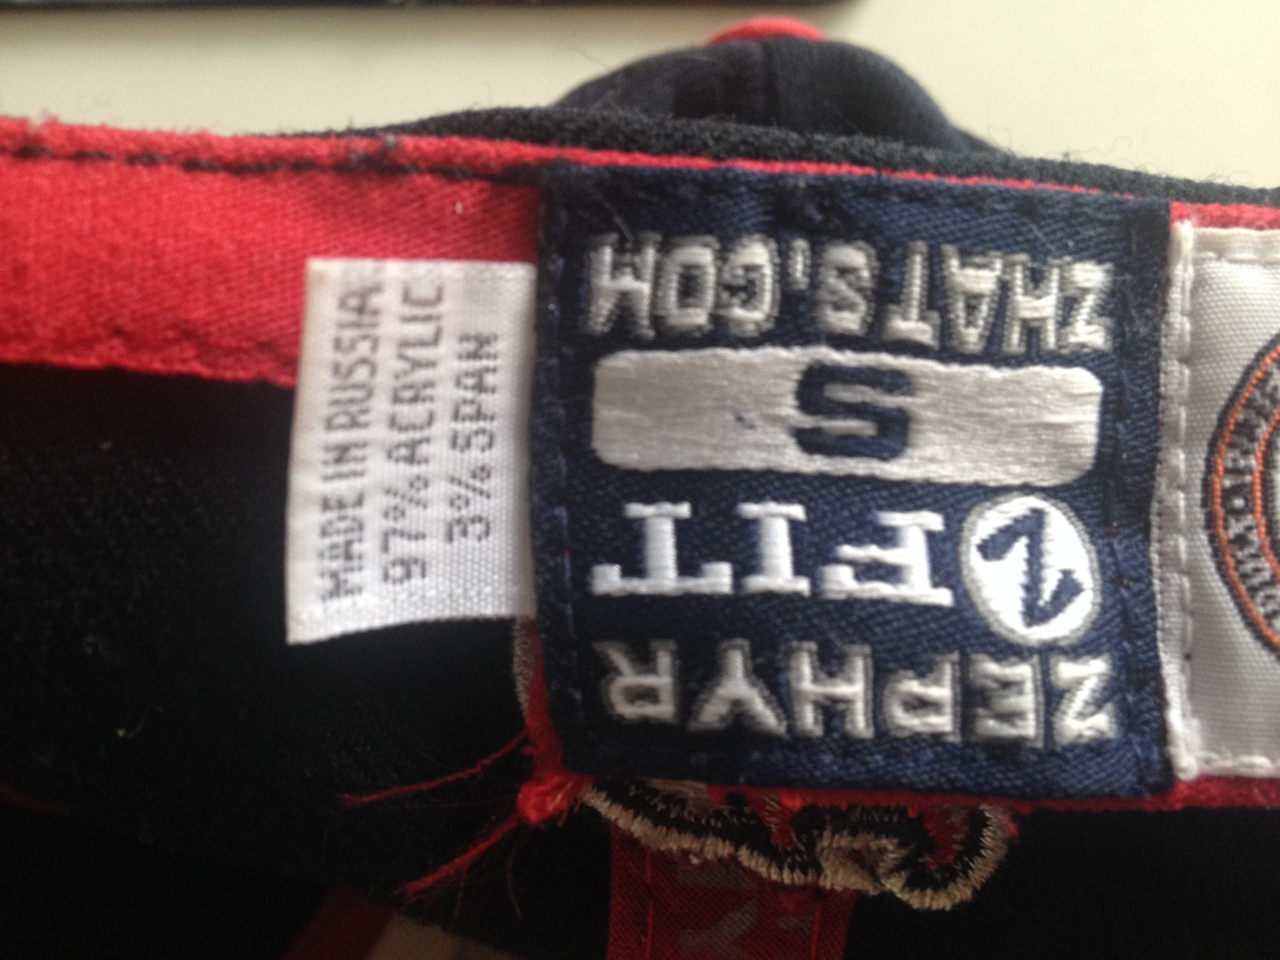 MADE IN RUSSIA
97% ACRYLIC
3% SPAN
ZEPHYR
Z FIT
S
ZHATS.COM